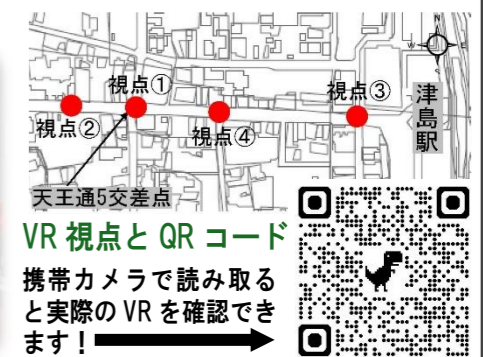 N
W E
S
視点①
視点③
津島駅
視点②
視点④
天王通5交差点
VR 視点と QR コード
携帯カメラで読み取る
と実際の VR を確認でき
ます！